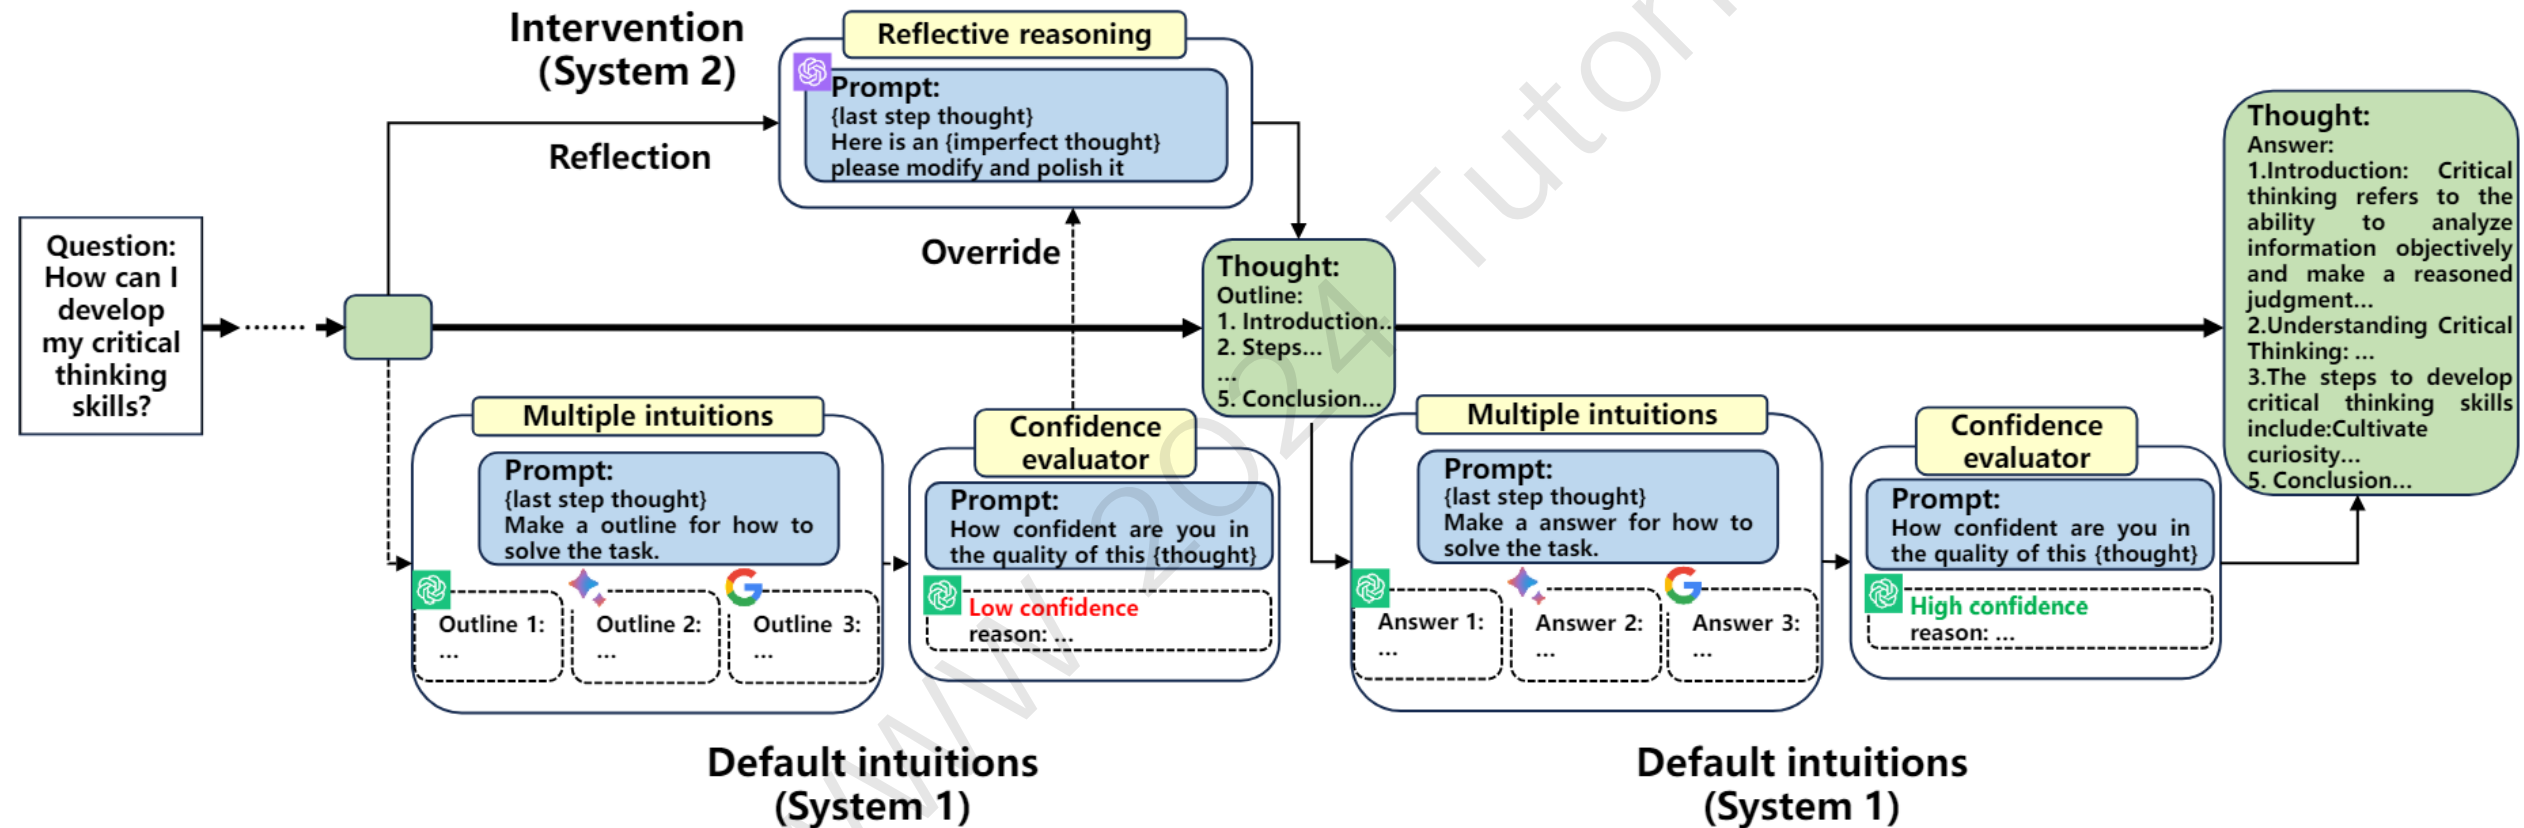 Intervention
(System 2)
Reflective reasoning
Prompt:
{last step thought}
Here is an {imperfect thought}
please modify and polish it
Reflection
Override
Question:
How can I
develop
my critical
thinking
skills?
Thought:
Outline:
1. Introduction..
2. Steps...
...
5. Conclusion...
Multiple intuitions
Prompt:
{last step thought}
Make a outline for how to
solve the task.
Outline 1:
...
Outline 2:
...
Outline 3:
...
Confidence
evaluator
Prompt:
How confident are you in
the quality of this {thought}
Low confidence
reason: ...
Default intuitions
(System 1)
Multiple intuitions
Prompt:
{last step thought}
Make a answer for how to
solve the task.
Answer 1:
...
Answer 2:
...
Answer 3:
...
Confidence
evaluator
Prompt:
How confident are you in
the quality of this {thought}
High confidence
reason: ...
Default intuitions
(System 1)
Thought:
Answer:
1.Introduction: Critical
thinking refers to the
ability to analyze
information objectively
and make a reasoned
judgment...
2.Understanding Critical
Thinking: ...
3.The steps to develop
critical thinking skills
include:Cultivate
curiosity...
5. Conclusion...
WWW 2024 Tutor